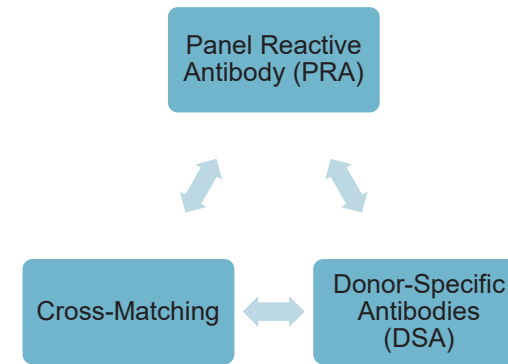 Panel Reactive
Antibody (PRA)
Cross-Matching
Donor-Specific
Antibodies
(DSA)